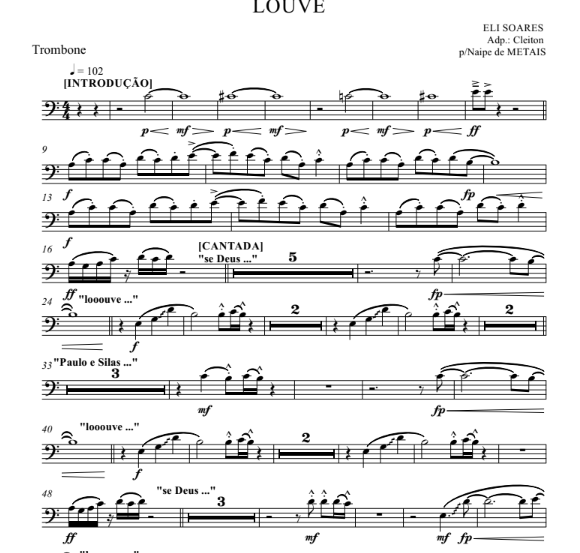 LOUVE
ELI SOARES
Adp.: Cleiton
p/Naipe de METAIS
Trombone
♩ = 102
[INTRODUÇÃO]
p mf p mf p mf p ff
9
f fp
13
f
16 [CANTADA]
"se Deus ..." 5
ff fp
24 "looouve ..." 2 2
f
33 "Paulo e Silas ..." 3
mf fp
40 "looouve ..." 2
f
48 "se Deus ..." 3
ff mf mf fp